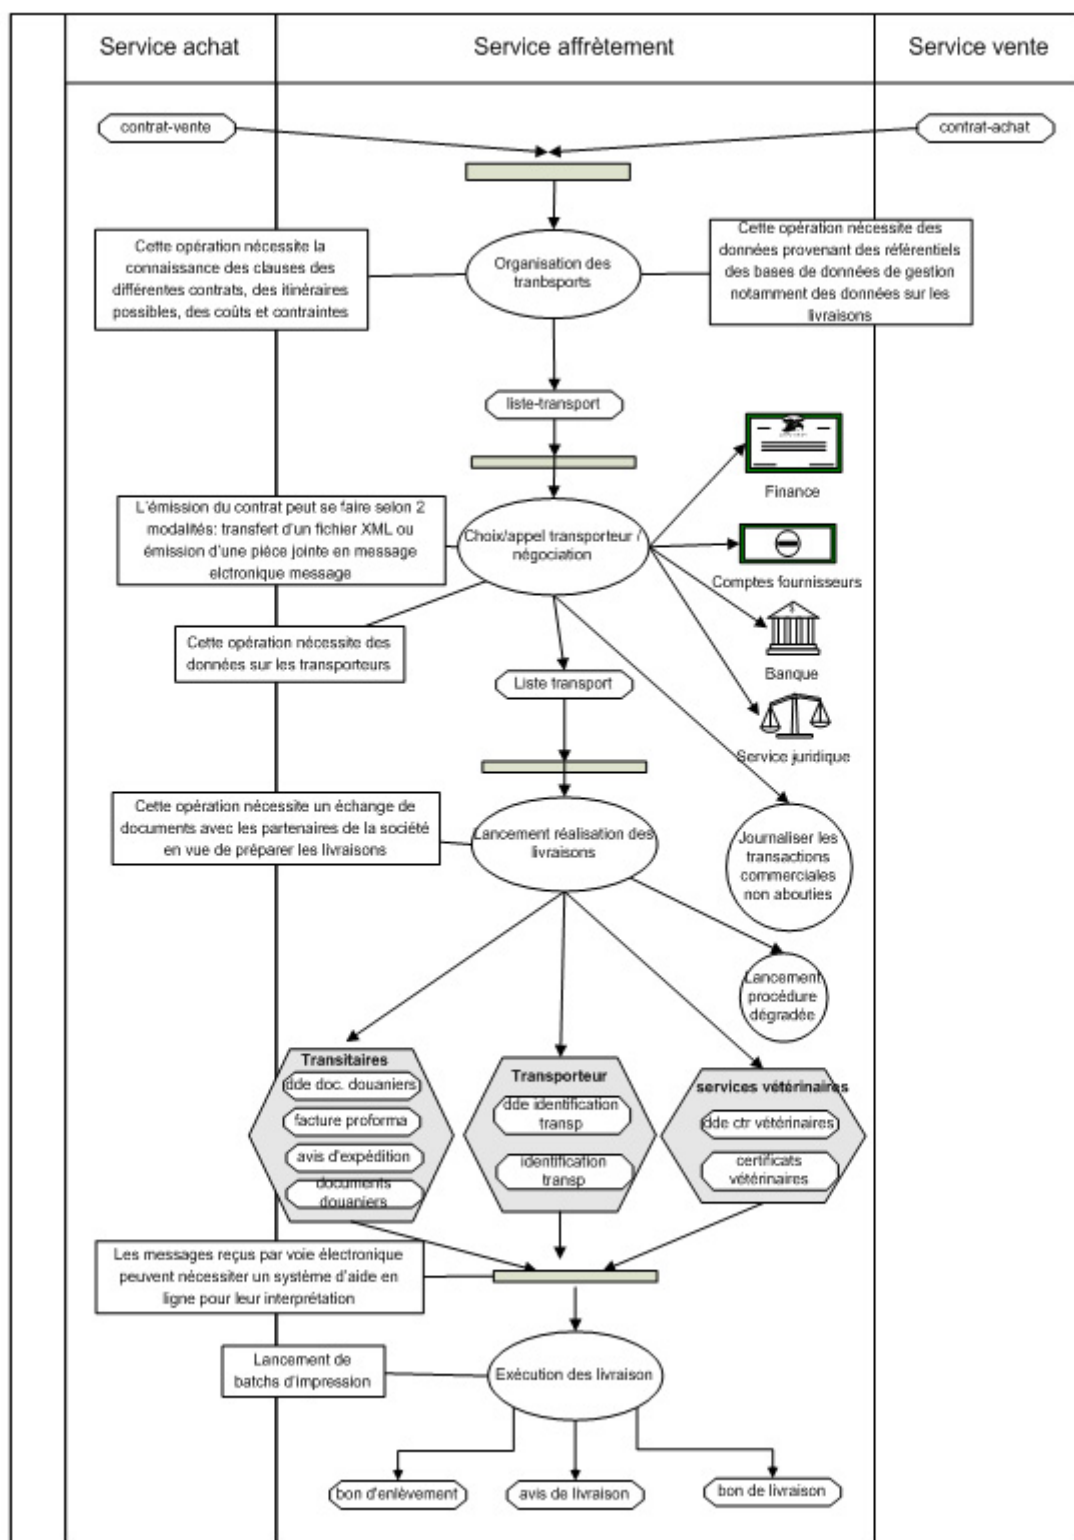 Service achat
Service affrètement
Service vente
contrat-vente
contrat-achat
Cette opération nécessite la
connaissance des clauses des
différentes contrats, des itinéraires
possibles, des coûts et contraintes
Organisation des
tranbsports
Cette opération nécessite des
données provenant des référentiels
des bases de données de gestion
notamment des données sur les
livraisons
liste-transport
Finance
L'émission du contrat peut se faire selon 2
modalités: transfert d'un fichier XML ou
émission d'une pièce jointe en message
elctronique message
Choix/appel transporteur /
négociation
Comptes fournisseurs
Cette opération nécessite des
données sur les transporteurs
Banque
Liste transport
Service juridique
Cette opération nécessite un échange de
documents avec les partenaires de la société
en vue de préparer les livraisons
Lancement réalisation des
livraisons
Journaliser les
transactions
commerciales
non abouties
Lancement
procédure
dégradée
Transitaires
dde doc. douaniers
facture proforma
avis d'expédition
documents
douaniers
Transporteur
dde identification
transp
identification
transp
services vétérinaires
dde ctr vétérinaires
certificats
vétérinaires
Les messages reçus par voie électronique
peuvent nécessiter un système d'aide en
ligne pour leur interprétation
Lancement de
batchs d'impression
Exécution des livraison
bon d'enlèvement
avis de livraison
bon de livraison